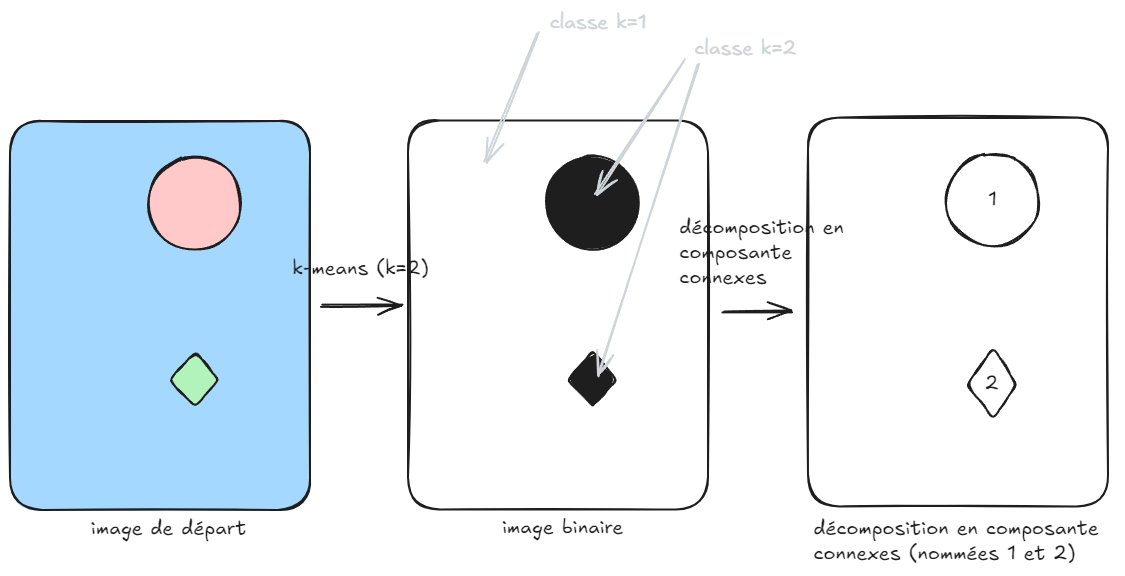 classe k=1
classe k=2
k-means (k=2)
décomposition en
composante
connexes
1
2
image de départ
image binaire
décomposition en composante
connexes (nommées 1 et 2)